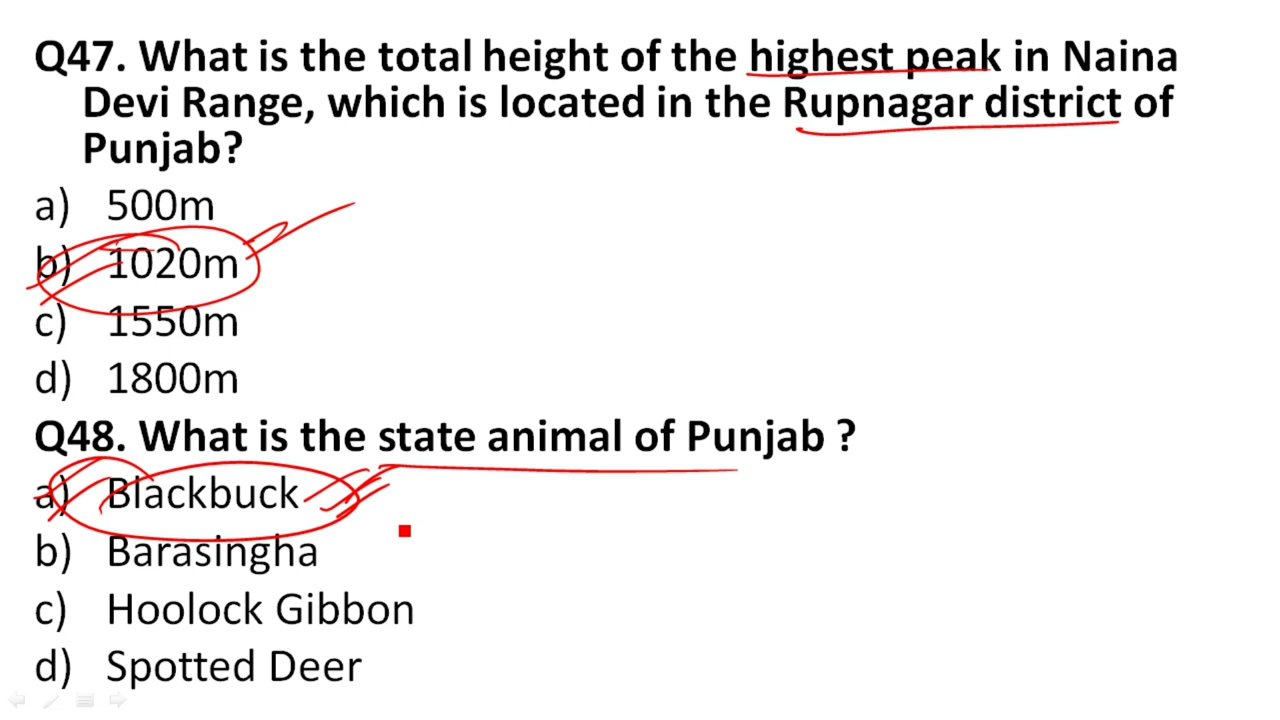 Q47. What is the total height of the highest peak in Naina
Devi Range, which is located in the Rupnagar district of
Punjab?
a) 500m
b) 1020m
c) 1550m
d) 1800m
Q48. What is the state animal of Punjab ?
a) Blackbuck
b) Barasingha
c) Hoolock Gibbon
d) Spotted Deer